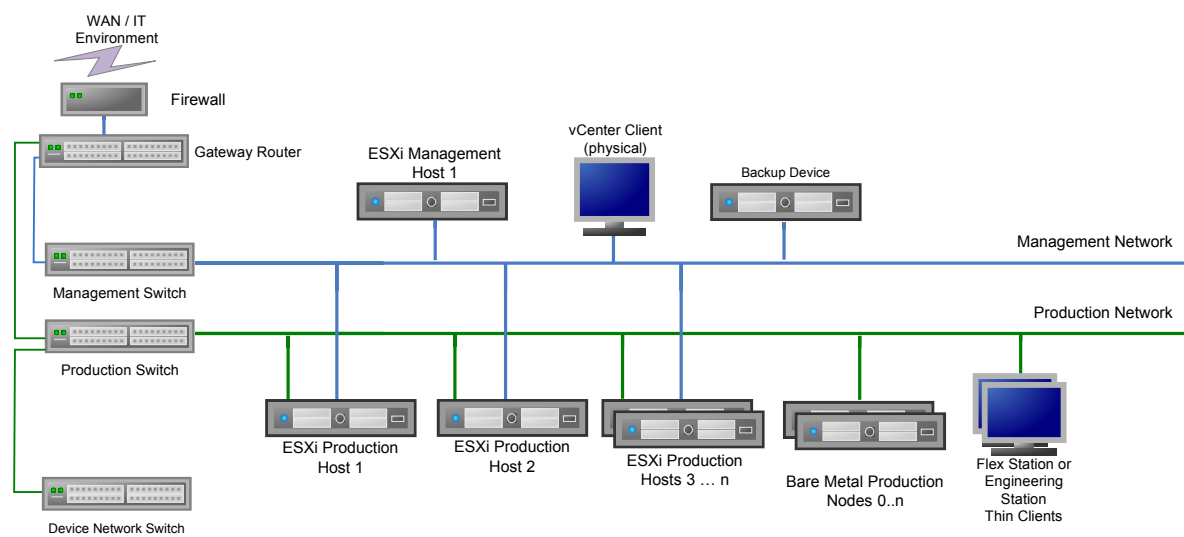 WAN / IT
Environment
Firewall
Gateway Router
ESXi Management
Host 1
vCenter Client
(physical)
Backup Device
Management Network
Management Switch
Production Network
Production Switch
ESXi Production
Host 1
ESXi Production
Host 2
ESXi Production
Hosts 3 … n
Bare Metal Production
Nodes 0..n
Flex Station or
Engineering
Station
Thin Clients
Device Network Switch